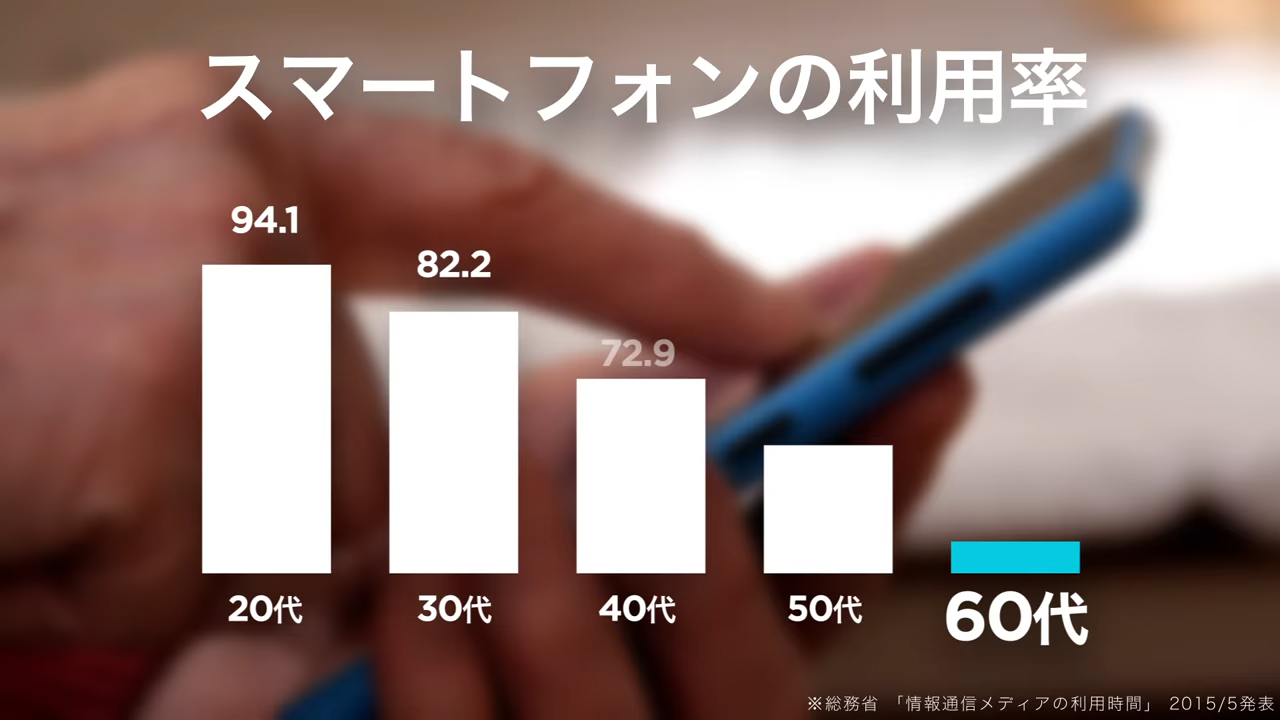 スマートフォンの利用率
94.1
82.2
72.9
20代 30代 40代 50代 60代
※総務省 「情報通信メディアの利用時間」 2015/5発表